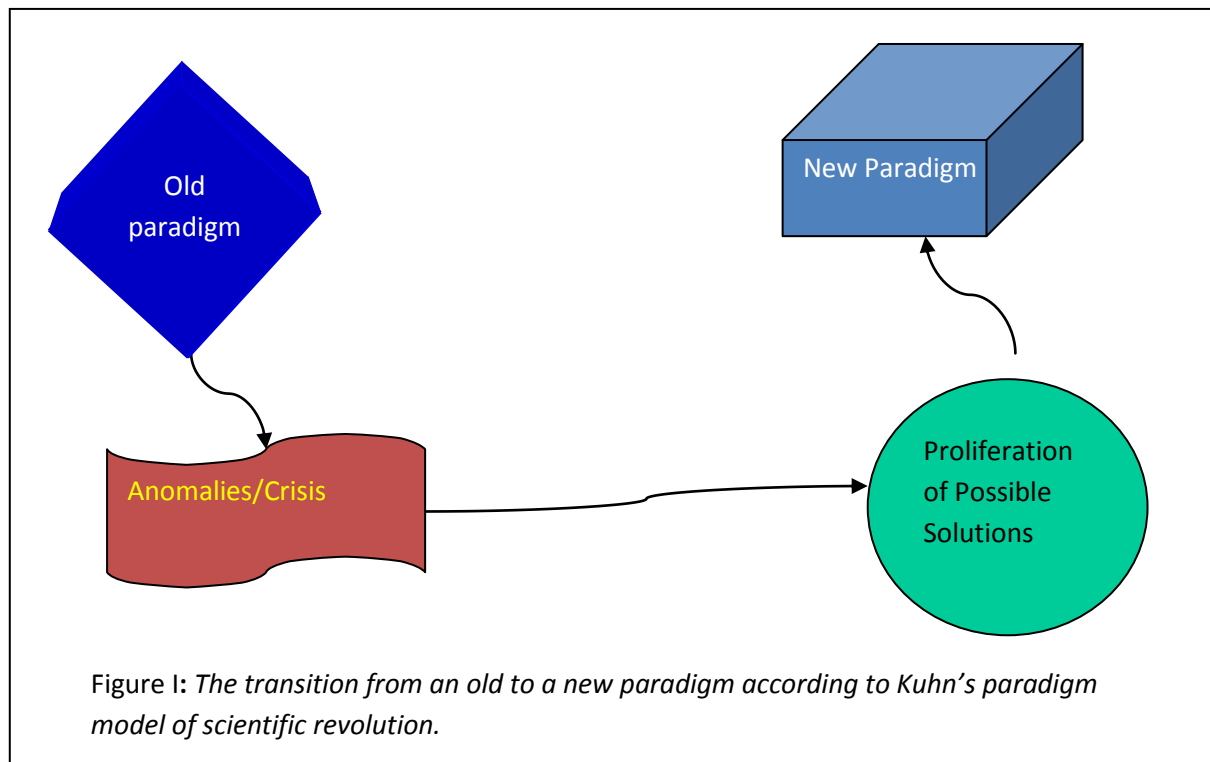 Old
paradigm
New Paradigm
Anomalies/Crisis
Proliferation
of Possible
Solutions
Figure I: The transition from an old to a new paradigm according to Kuhn’s paradigm
model of scientific revolution.